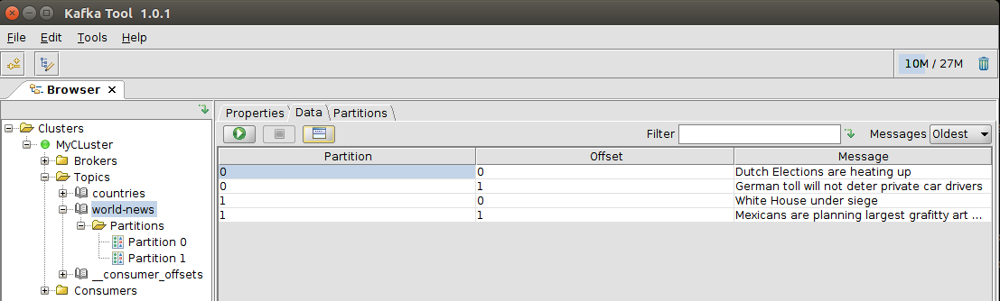 Kafka Tool 1.0.1
File Edit Tools Help
10M / 27M
Browser
Clusters
MyCLuster
Brokers
Topics
countries
world-news
Partitions
Partition 0
Partition 1
__consumer_offsets
Consumers
Properties Data Partitions
Filter Messages Oldest
Partition Offset Message
0 0 Dutch Elections are heating up
0 1 German toll will not deter private car drivers
1 0 White House under siege
1 1 Mexicans are planning largest grafitty art ...